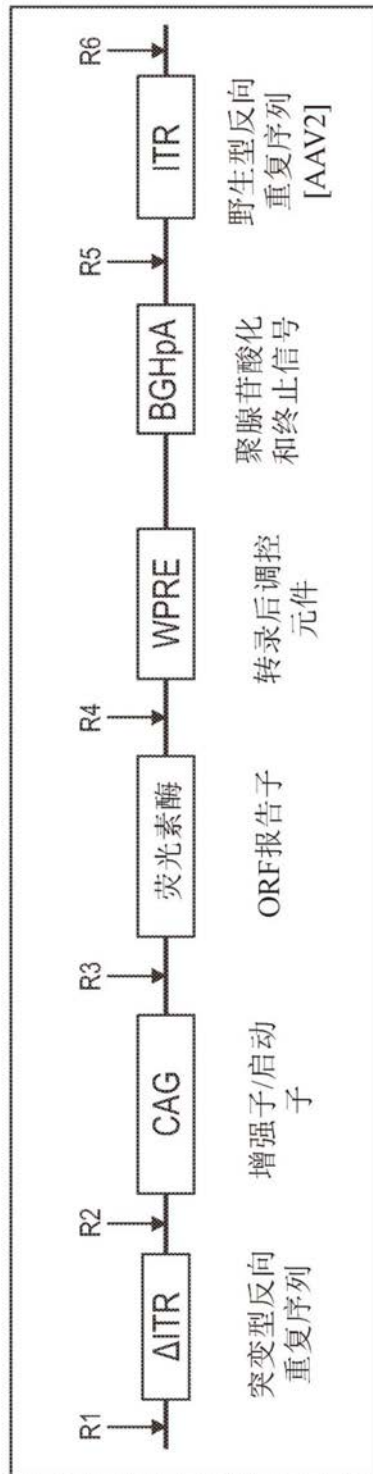 R1
R2
R3
R4
R5
R6
ΔITR
CAG
荧光素酶
WPRE
BGHpA
ITR
突变型反向
重复序列
增强子/启动
子
ORF报告子
转录后调控
元件
聚腺苷酸化
和终止信号
野生型反向
重复序列
[AAV2]